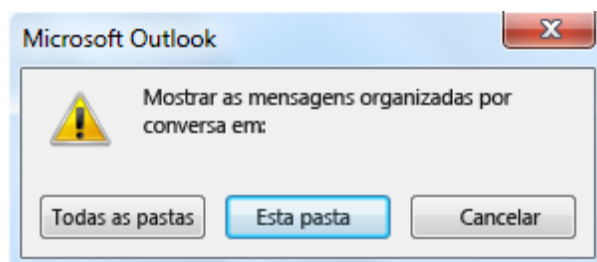 Microsoft Outlook
Mostrar as mensagens organizadas por
conversa em:
Todas as pastas
Esta pasta
Cancelar